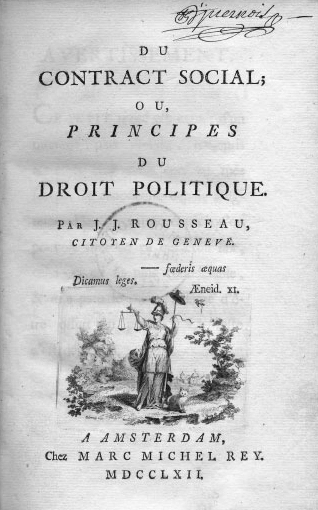 DU
CONTRACT SOCIAL;
OU,
PRINCIPES
DU
DROIT POLITIQUE.
PAR J. J. ROUSSEAU,
CITOYEN DE GENEVE.
— fœderis æquas
Dicamus leges.
Æneid. XI.
A AMSTERDAM,
Chez MARC MICHEL REY.
MDCCLXII.